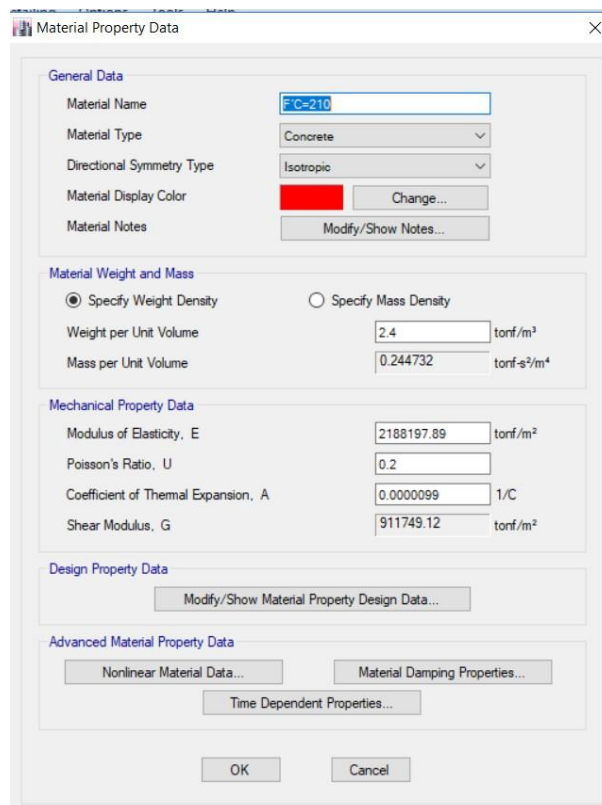 Material Property Data
General Data
Material Name F'C=210
Material Type Concrete
Directional Symmetry Type Isotropic
Material Display Color Change...
Material Notes Modify/Show Notes...
Material Weight and Mass
Specify Weight Density Specify Mass Density
Weight per Unit Volume 2.4 tonf/m³
Mass per Unit Volume 0.244732 tonf-s²/m⁴
Mechanical Property Data
Modulus of Elasticity, E 2188197.89 tonf/m²
Poisson's Ratio, U 0.2
Coefficient of Thermal Expansion, A 0.0000099 1/C
Shear Modulus, G 911749.12 tonf/m²
Design Property Data
Modify/Show Material Property Design Data...
Advanced Material Property Data
Nonlinear Material Data... Material Damping Properties...
Time Dependent Properties...
OK Cancel